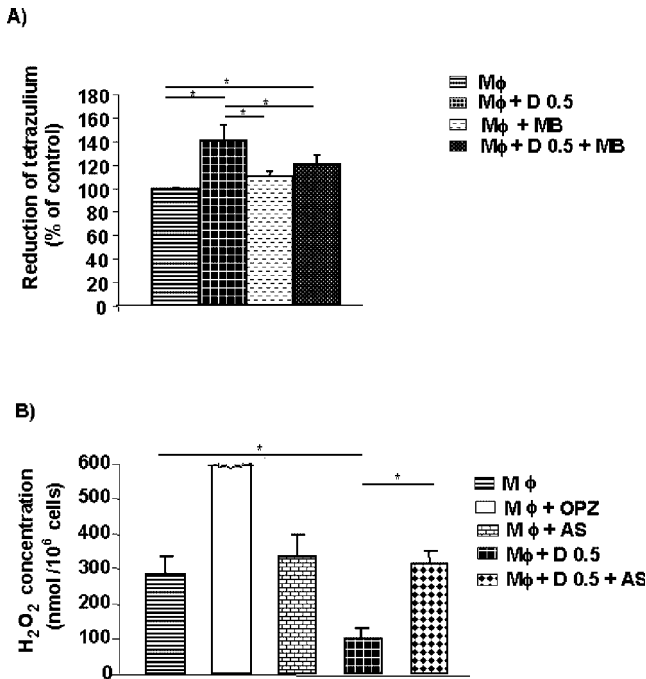 A)
Reduction of tetrazulium
(% of control)
180
160
140
120
100
80
60
40
20
0
*
*
*
*
Mϕ
Mϕ + D 0.5
Mϕ + MB
Mϕ + D 0.5 + MB
B)
H₂O₂ concentration
(nmol /10⁶ cells)
600
500
400
300
200
100
0
*
*
M ϕ
M ϕ + OPZ
M ϕ + AS
Mϕ + D 0.5
Mϕ + D 0.5 + AS